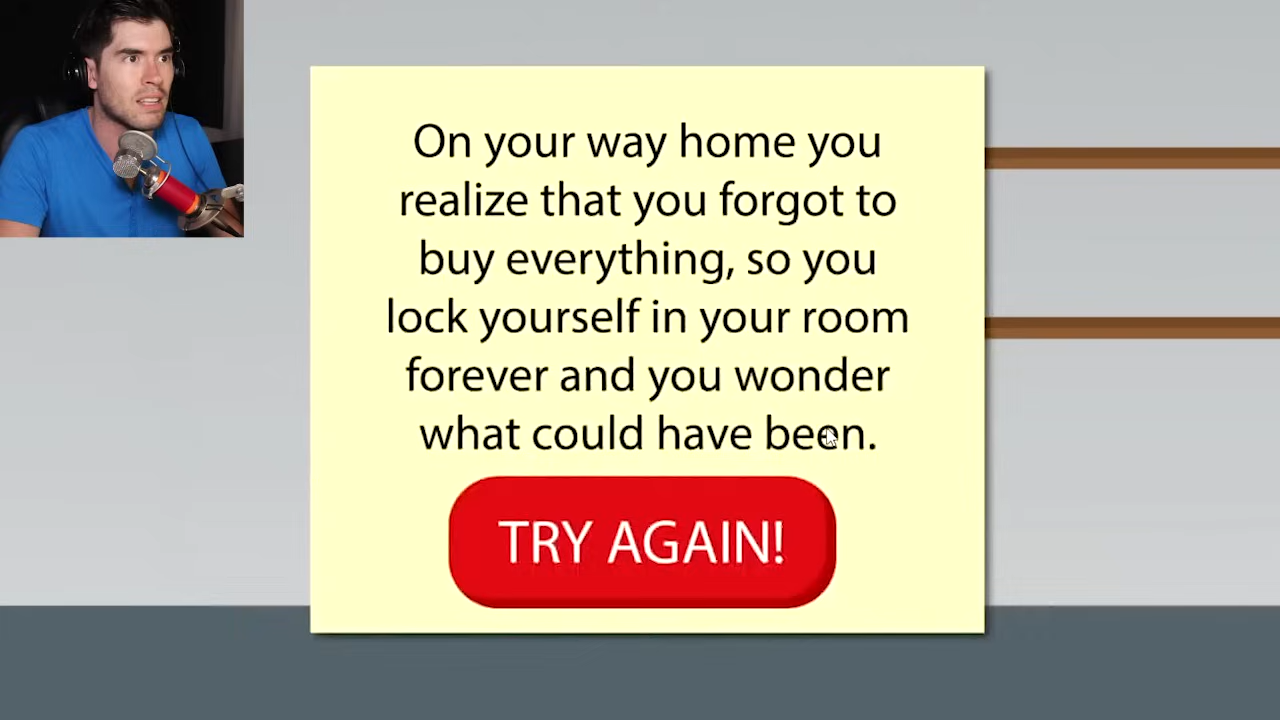 On your way home you
realize that you forgot to
buy everything, so you
lock yourself in your room
forever and you wonder
what could have been.
TRY AGAIN!